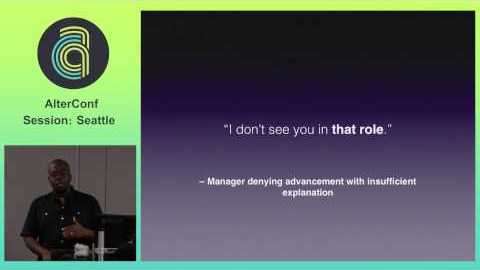 AlterConf
Session: Seattle
“I don't see you in that role.”
– Manager denying advancement with insufficient
explanation